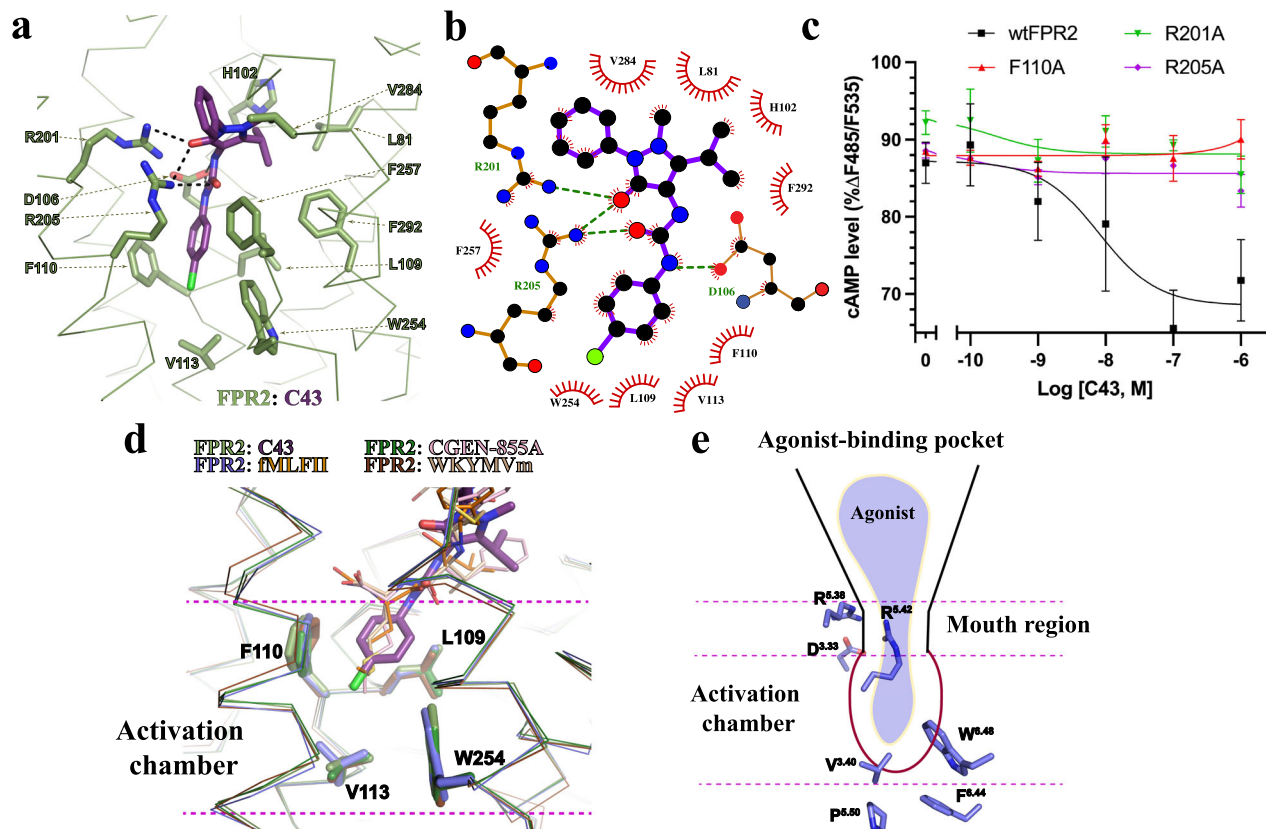 a
H102
V284
R201
L81
F257
D106
R205
F292
F110
L109
W254
V113
FPR2: C43
b
V284
L81
H102
R201
F292
F257
R205
D106
F110
W254
L109
V113
c
wtFPR2
R201A
F110A
R205A
cAMP level (%ΔF485/F535)
100
90
80
70
0
-10
-9
-8
-7
-6
Log [C43, M]
d
FPR2: C43
FPR2: CGEN-855A
FPR2: fMLFII
FPR2: WKYMVm
F110
L109
Activation
chamber
V113
W254
e
Agonist-binding pocket
Agonist
R5.38
R5.42
Mouth region
D3.33
Activation
chamber
W6.48
V3.40
F6.44
P5.50